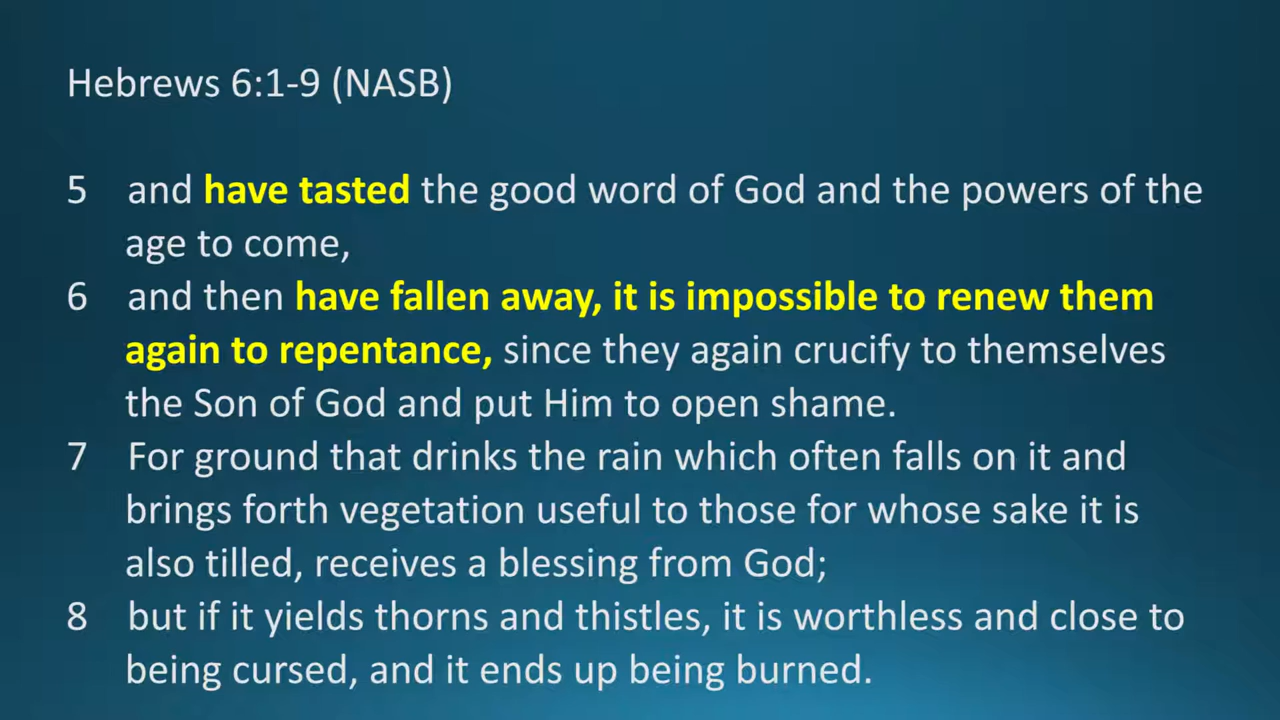 Hebrews 6:1-9 (NASB)
5 and have tasted the good word of God and the powers of the
age to come,
6 and then have fallen away, it is impossible to renew them
again to repentance, since they again crucify to themselves
the Son of God and put Him to open shame.
7 For ground that drinks the rain which often falls on it and
brings forth vegetation useful to those for whose sake it is
also tilled, receives a blessing from God;
8 but if it yields thorns and thistles, it is worthless and close to
being cursed, and it ends up being burned.